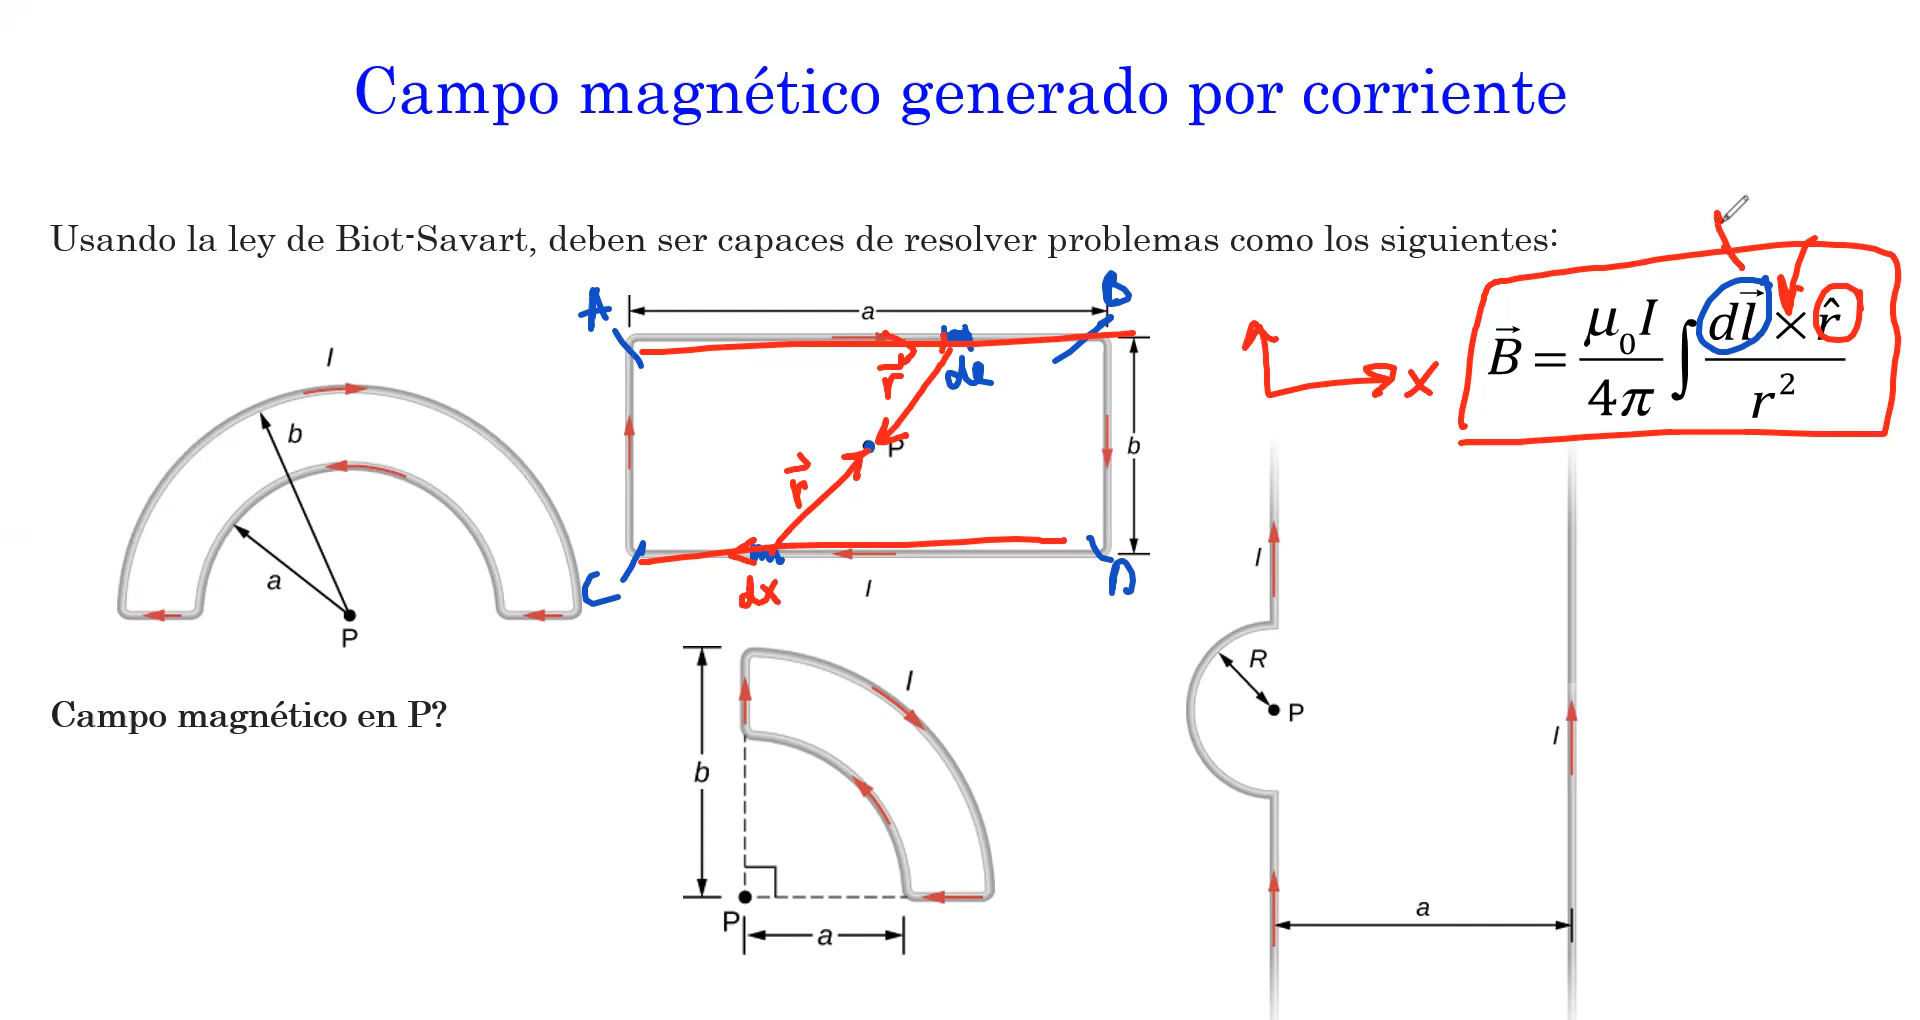 Campo magnético generado por corriente
Usando la ley de Biot-Savart, deben ser capaces de resolver problemas como los siguientes:
A
a
B
I
b
a
P
r⃗
dl
P
b
r⃗
C
dx
I
D
x
B⃗ = μ₀I/4π ∫ dl⃗ × r̂ / r²
Campo magnético en P?
b
I
P
a
I
R
P
I
a